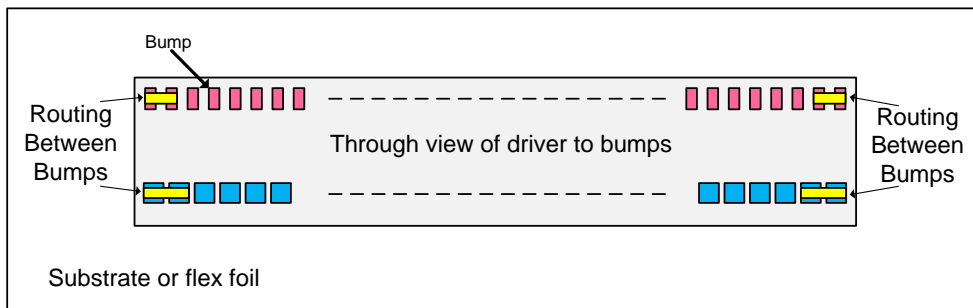 Bump
Routing
Between
Bumps
Through view of driver to bumps
Routing
Between
Bumps
Substrate or flex foil